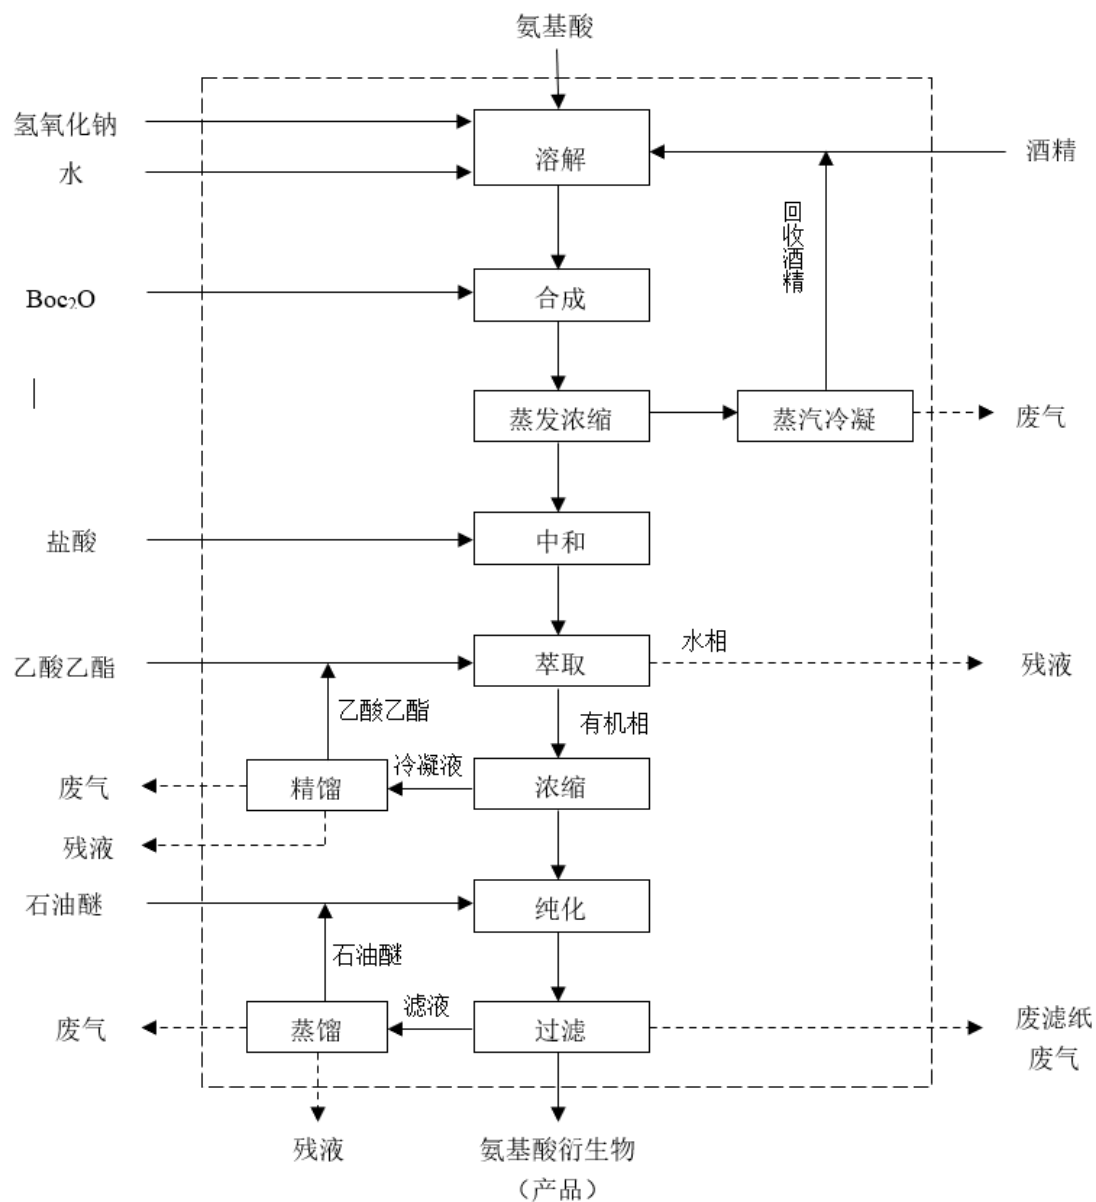 氨基酸
氢氧化钠
溶解
酒精
水
回收酒精
Boc₂O
合成
蒸发浓缩
蒸汽冷凝
废气
盐酸
中和
乙酸乙酯
萃取
水相
残液
乙酸乙酯
有机相
废气
精馏
冷凝液
浓缩
残液
石油醚
纯化
石油醚
废气
蒸馏
滤液
过滤
废滤纸
废气
残液
氨基酸衍生物
（产品）